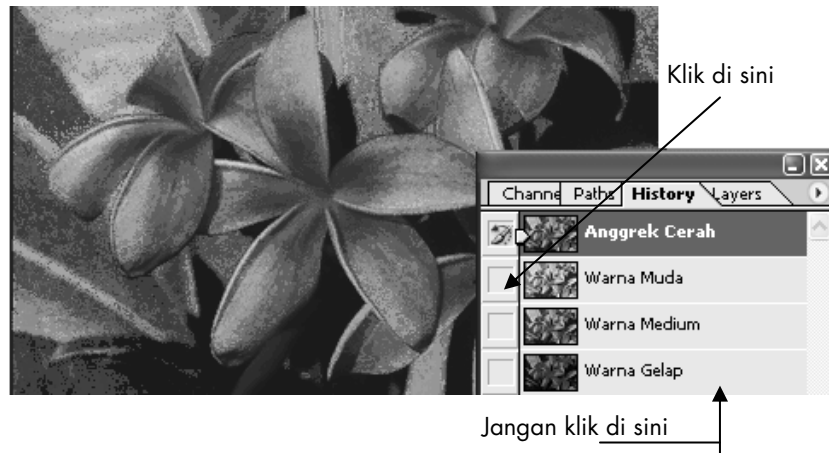 Klik di sini
Channe Paths History Layers
Anggrek Cerah
Warna Muda
Warna Medium
Warna Gelap
Jangan klik di sini